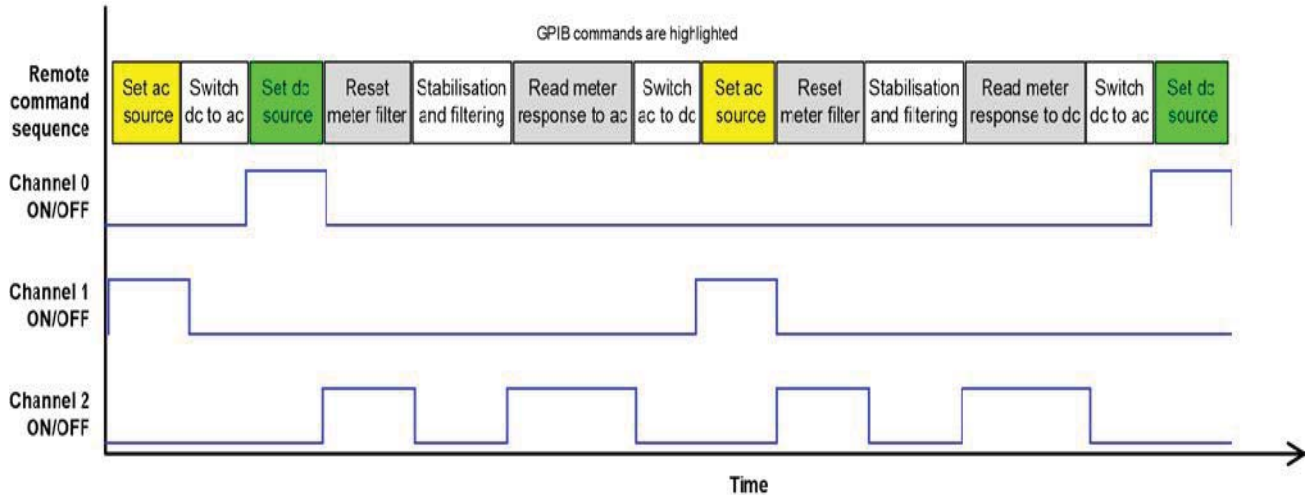 GPIB commands are highlighted
Remote
command
sequence
Set ac
source
Switch
dc to ac
Set dc
source
Reset
meter filter
Stabilisation
and filtering
Read meter
response to ac
Switch
ac to dc
Set ac
source
Reset
meter filter
Stabilisation
and filtering
Read meter
response to dc
Switch
dc to ac
Set dc
source
Channel 0
ON/OFF
Channel 1
ON/OFF
Channel 2
ON/OFF
Time